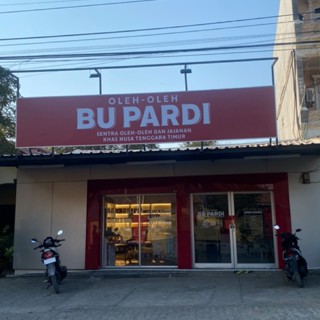 OLEH-OLEH
BU PARDI
SENTRA OLEH-OLEH DAN JAJANAN
KHAS NUSA TENGGARA TIMUR
BU PARDI